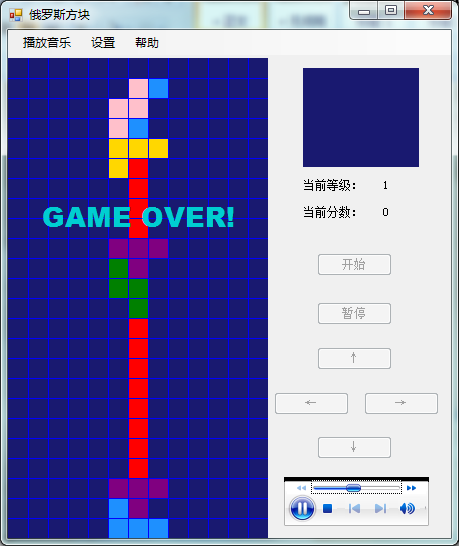 俄罗斯方块
播放音乐 设置 帮助
当前等级： 1
当前分数： 0
GAME OVER!
开始
暂停
↑
← →
↓